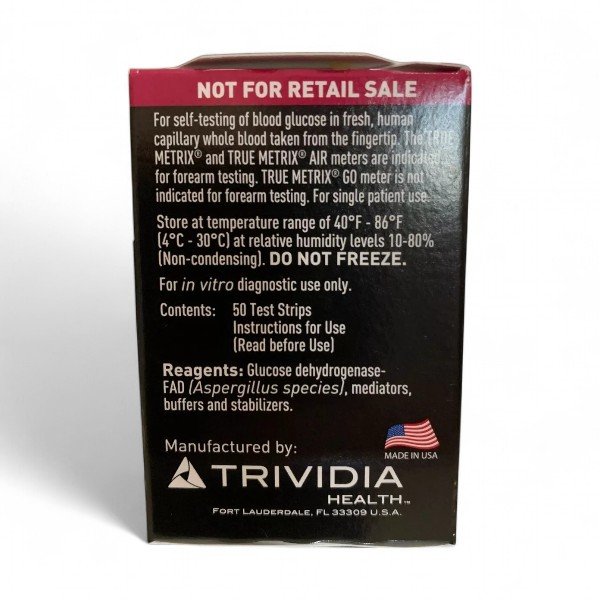 NOT FOR RETAIL SALE
For self-testing of blood glucose in fresh, human
capillary whole blood taken from the fingertip. The TRUE
METRIX® and TRUE METRIX® AIR meters are indicated
for forearm testing. TRUE METRIX® GO meter is not
indicated for forearm testing. For single patient use.
Store at temperature range of 40°F - 86°F
(4°C - 30°C) at relative humidity levels 10-80%
(Non-condensing). DO NOT FREEZE.
For in vitro diagnostic use only.
Contents: 50 Test Strips
Instructions for Use
(Read before Use)
Reagents: Glucose dehydrogenase-
FAD (Aspergillus species), mediators,
buffers and stabilizers.
Manufactured by:
MADE IN USA
TRIVIDIA
HEALTH™
FORT LAUDERDALE, FL 33309 U.S.A.